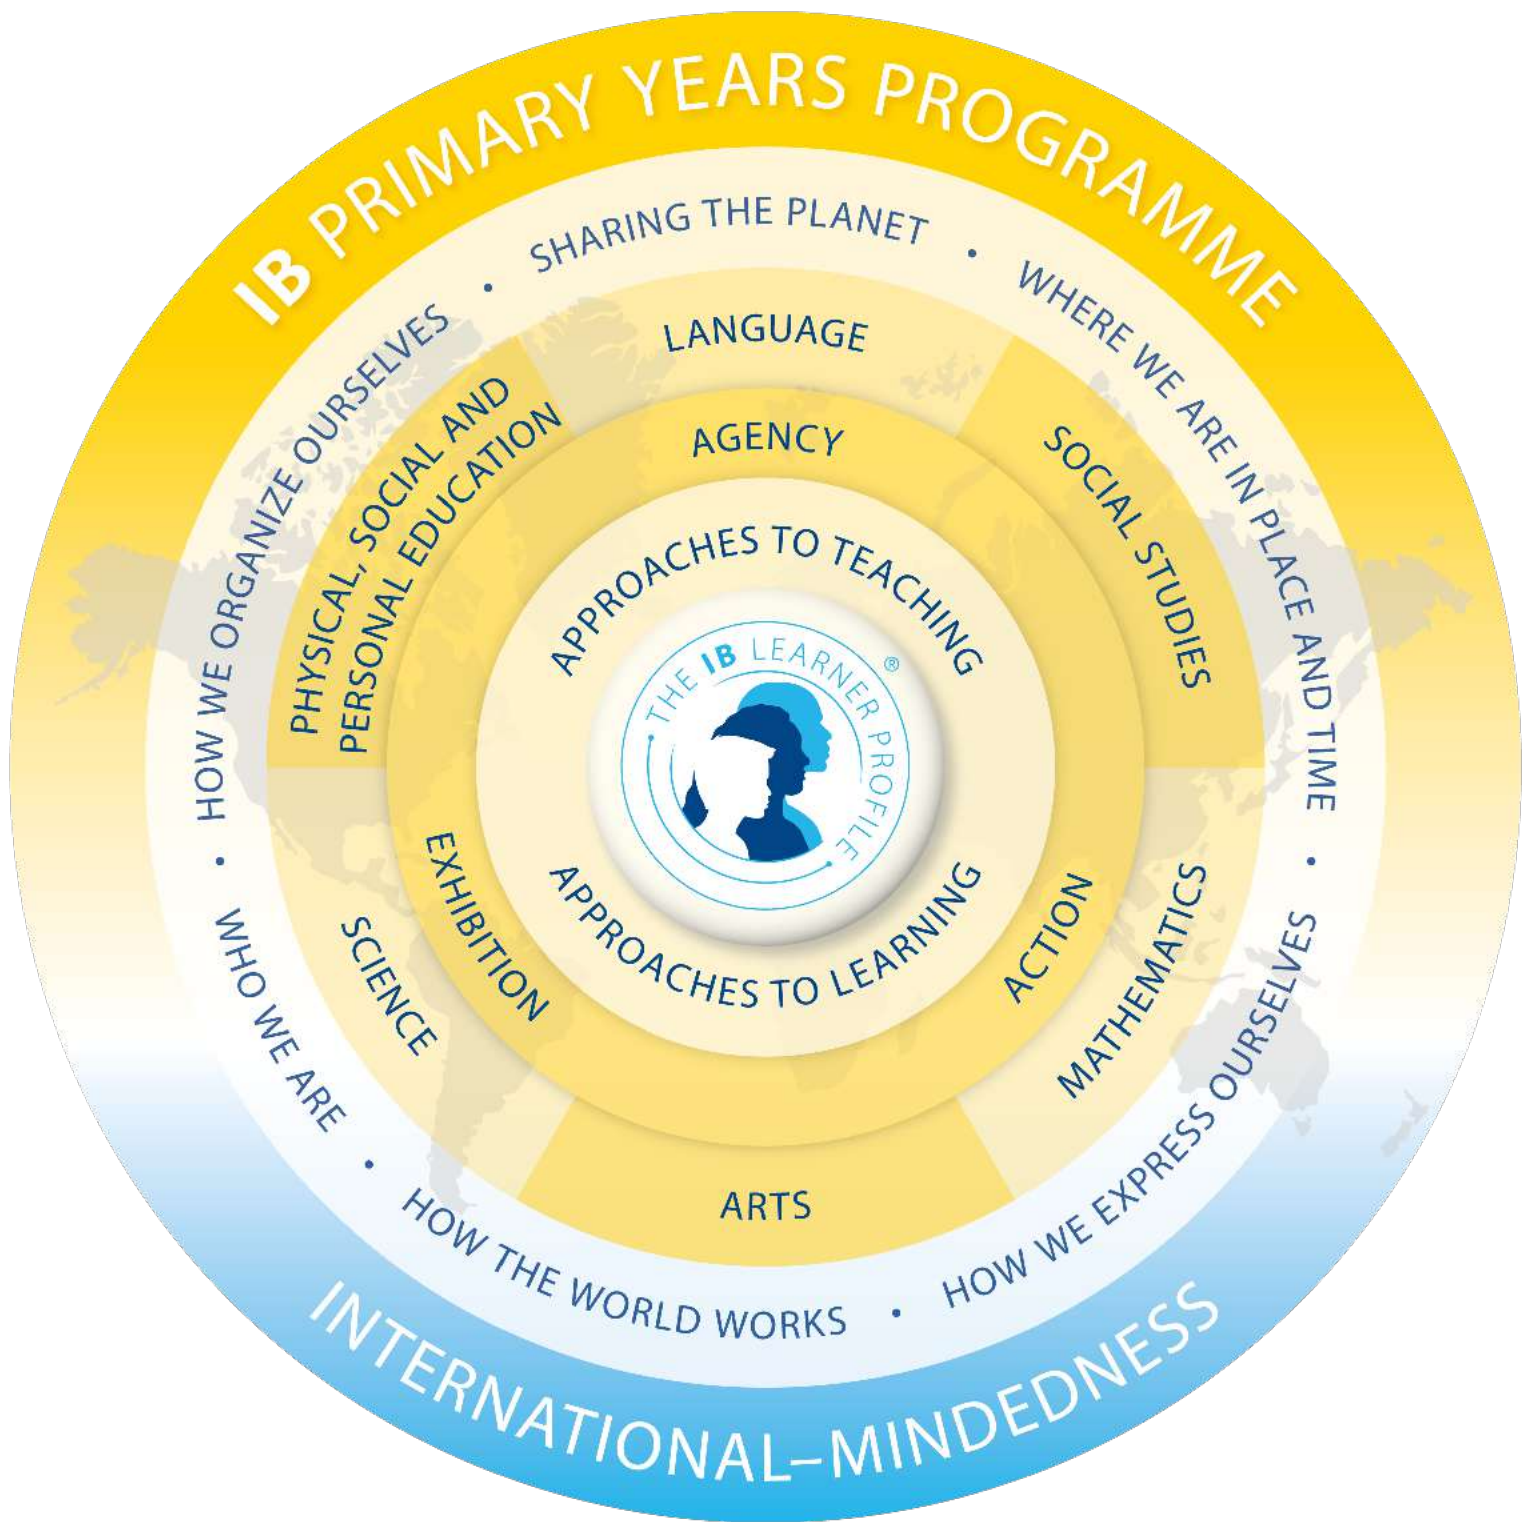 IB PRIMARY YEARS PROGRAMME
SHARING THE PLANET
•
WHERE WE ARE IN PLACE AND TIME
•
HOW WE EXPRESS OURSELVES
•
HOW THE WORLD WORKS
•
WHO WE ARE
•
HOW WE ORGANIZE OURSELVES
•
LANGUAGE
SOCIAL STUDIES
MATHEMATICS
ARTS
SCIENCE
PHYSICAL, SOCIAL AND
PERSONAL EDUCATION
AGENCY
ACTION
EXHIBITION
APPROACHES TO TEACHING
APPROACHES TO LEARNING
THE IB LEARNER PROFILE
®
INTERNATIONAL–MINDEDNESS